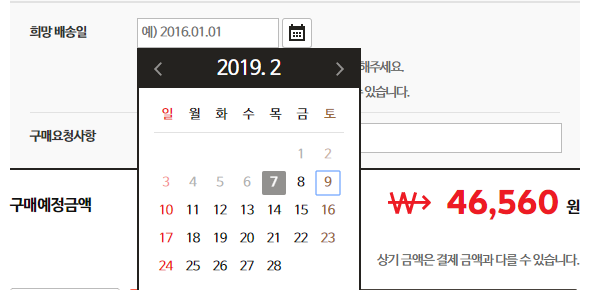 희망 배송일
예) 2016.01.01
2019. 2
해주세요.
있습니다.
일 월 화 수 목 금 토
구매요청사항
1 2
3 4 5 6 7 8 9
10 11 12 13 14 15 16
17 18 19 20 21 22 23
24 25 26 27 28
구매예정금액
₩→ 46,560 원
상기 금액은 결제 금액과 다를 수 있습니다.